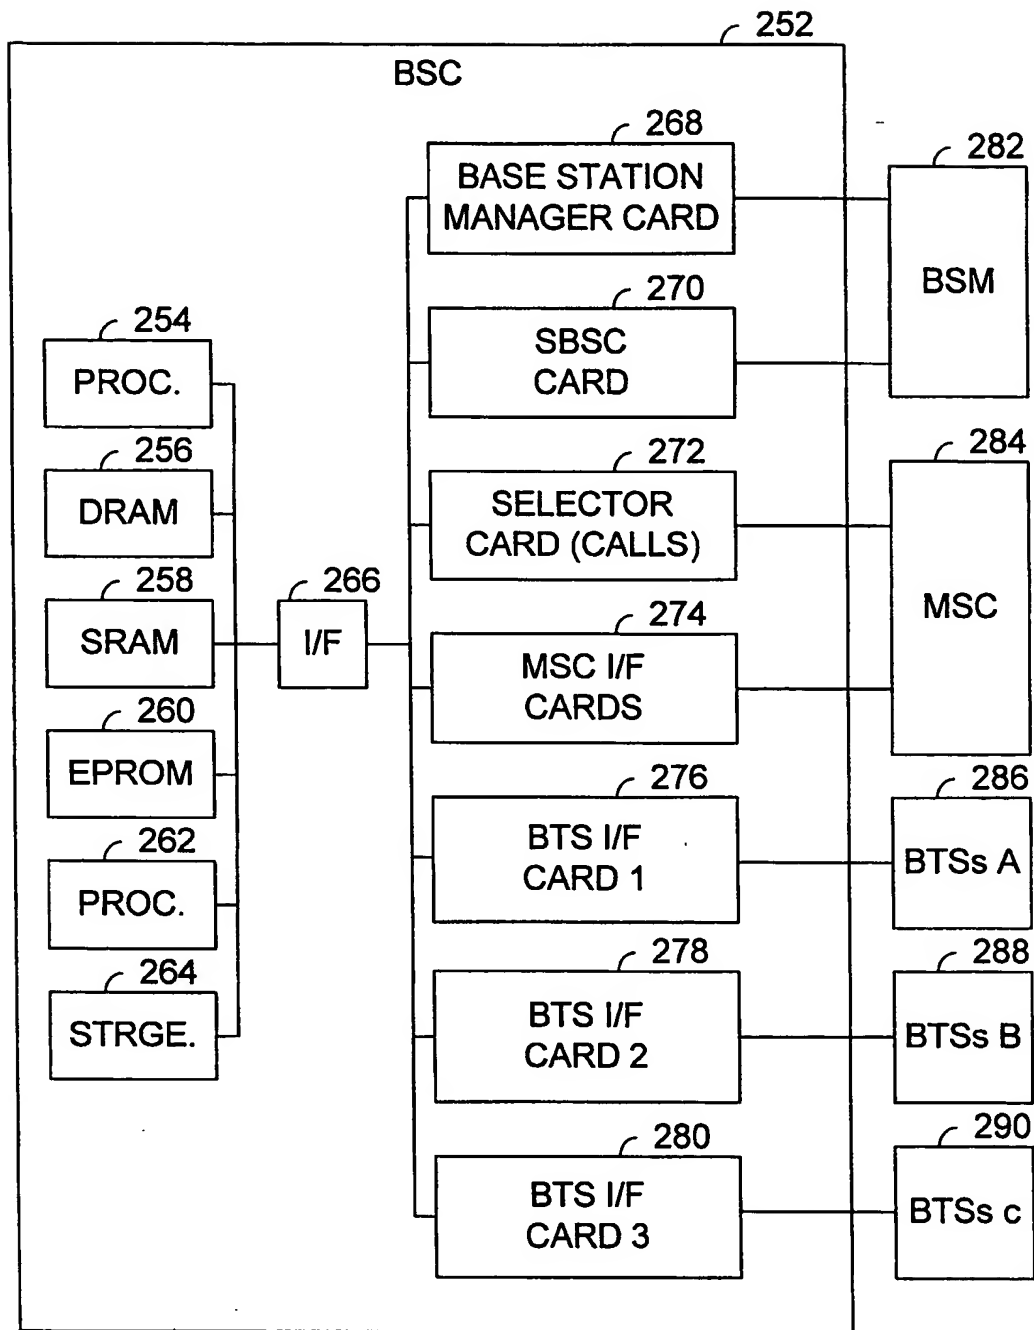 252
BSC
268
BASE STATION
MANAGER CARD
282
BSM
270
SBSC
CARD
254
PROC.
256
DRAM
258
SRAM
260
EPROM
262
PROC.
264
STRGE.
266
I/F
272
SELECTOR
CARD (CALLS)
284
MSC
274
MSC I/F
CARDS
276
BTS I/F
CARD 1
286
BTSs A
278
BTS I/F
CARD 2
288
BTSs B
280
BTS I/F
CARD 3
290
BTSs c